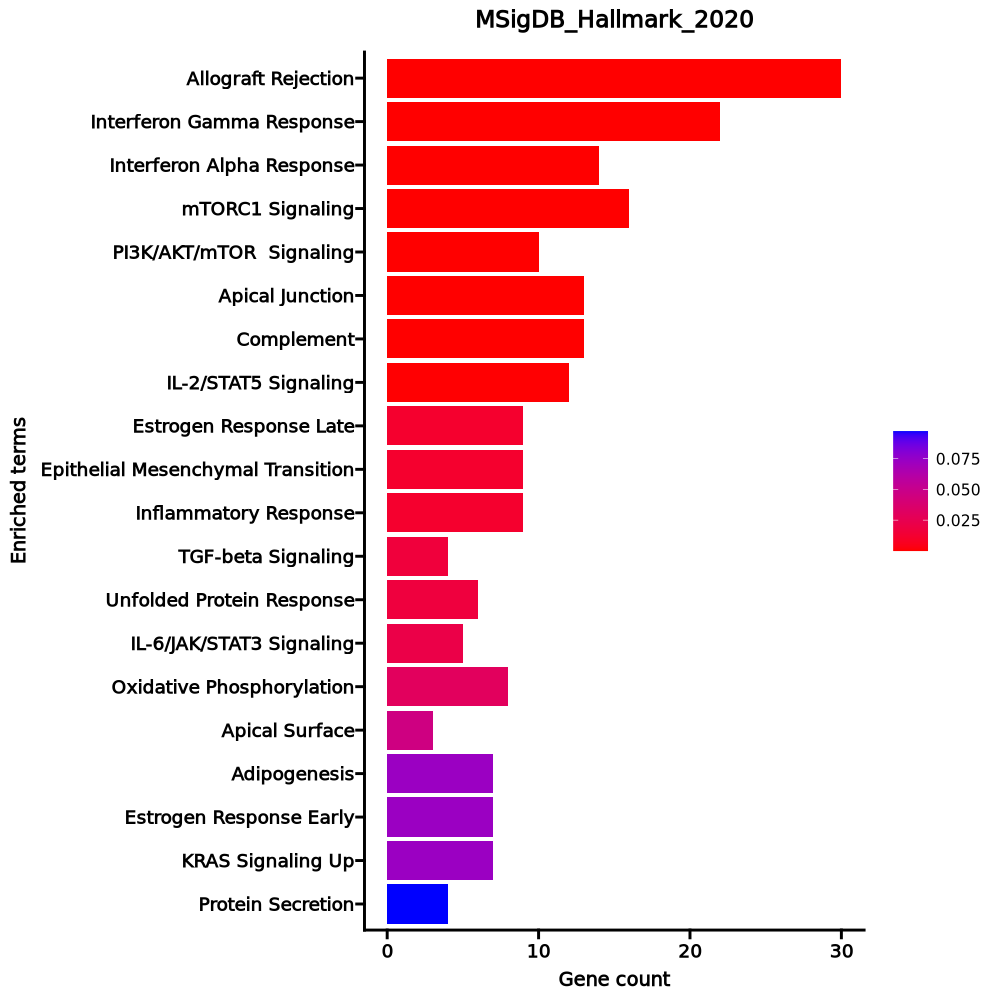 MSigDB_Hallmark_2020
Allograft Rejection
Interferon Gamma Response
Interferon Alpha Response
mTORC1 Signaling
PI3K/AKT/mTOR  Signaling
Apical Junction
Complement
IL-2/STAT5 Signaling
Estrogen Response Late
Epithelial Mesenchymal Transition
Inflammatory Response
TGF-beta Signaling
Unfolded Protein Response
IL-6/JAK/STAT3 Signaling
Oxidative Phosphorylation
Apical Surface
Adipogenesis
Estrogen Response Early
KRAS Signaling Up
Protein Secretion
Enriched terms
0 10 20 30
Gene count
0.075
0.050
0.025